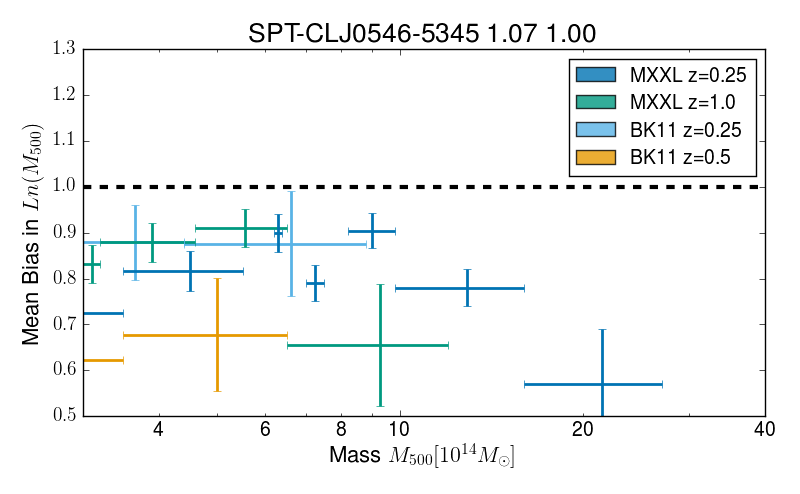 SPT-CLJ0546-5345 1.07 1.00
1.3
1.2
1.1
1.0
0.9
0.8
0.7
0.6
0.5
Mean Bias in Ln(M500)
MXXL z=0.25
MXXL z=1.0
BK11 z=0.25
BK11 z=0.5
4 6 8 10 20 40
Mass M500[10^14 M⊙]